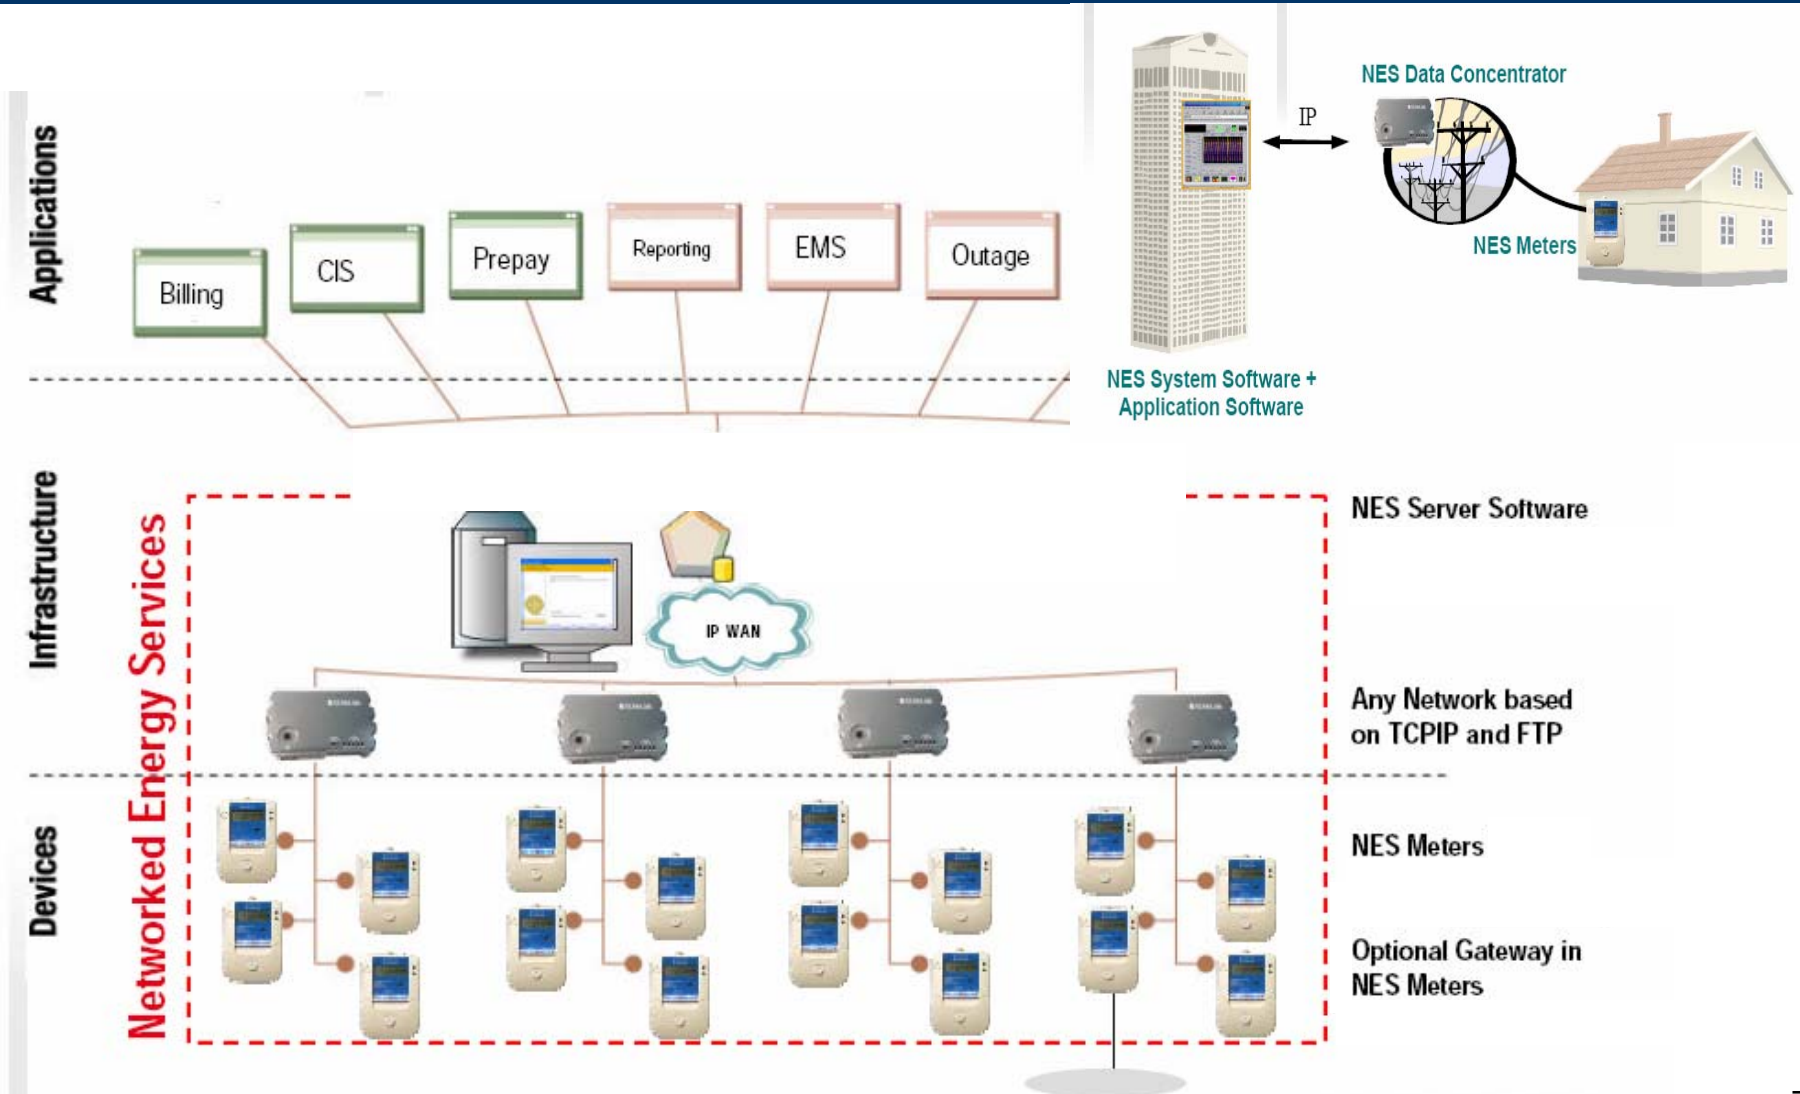 NES Data Concentrator
IP
NES Meters
NES System Software +
Application Software
Applications
Billing
CIS
Prepay
Reporting
EMS
Outage
Infrastructure
Networked Energy Services
NES Server Software
IP WAN
Any Network based
on TCPIP and FTP
Devices
NES Meters
Optional Gateway in
NES Meters